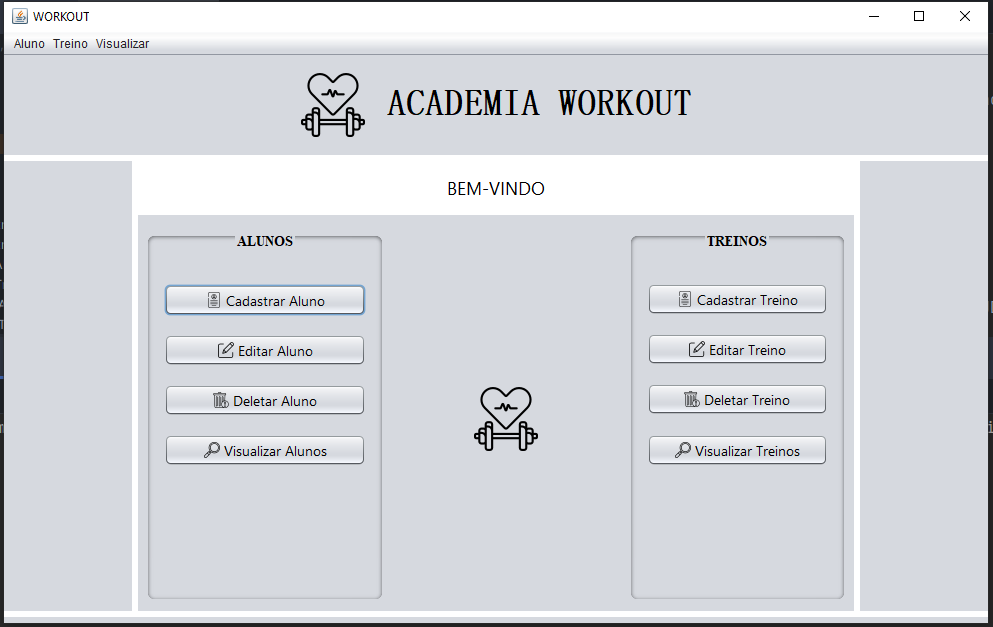 WORKOUT
Aluno Treino Visualizar
ACADEMIA WORKOUT
BEM-VINDO
ALUNOS
Cadastrar Aluno
Editar Aluno
Deletar Aluno
Visualizar Alunos
TREINOS
Cadastrar Treino
Editar Treino
Deletar Treino
Visualizar Treinos